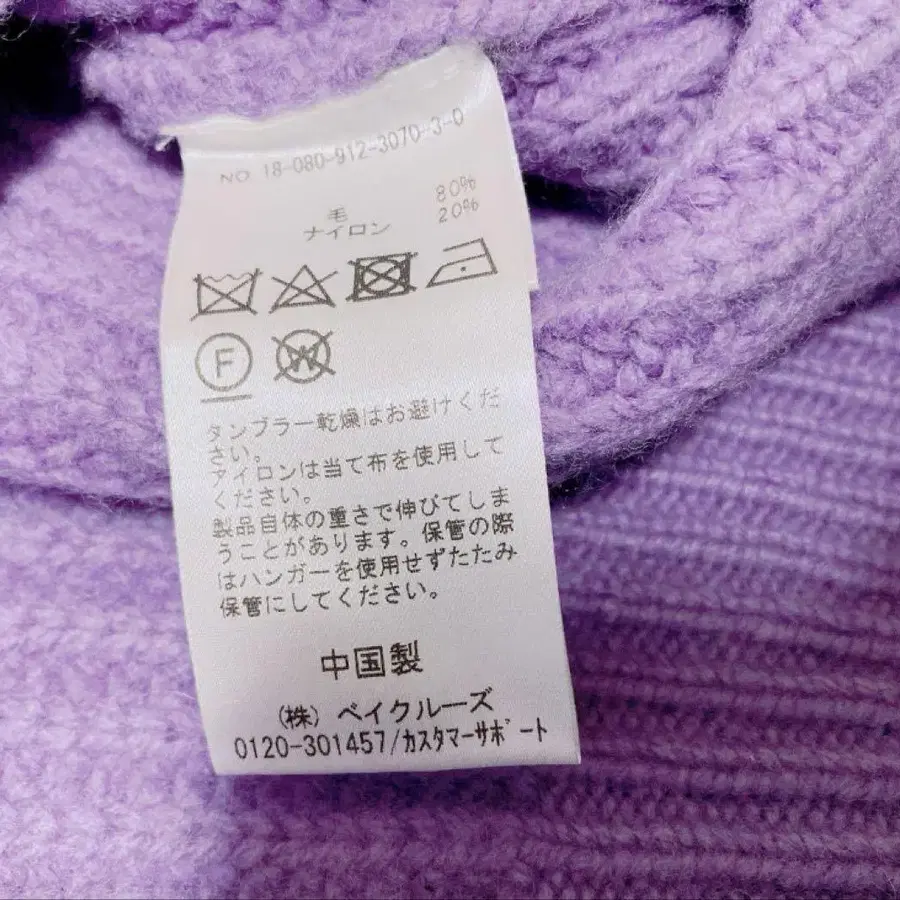 NO 18-080-912-3070-3-0
毛 80%
ナイロン 20%
F W
タンブラー乾燥はお避けくだ
さい。
アイロンは当て布を使用して
ください。
製品自体の重さで伸びてしま
うことがあります。保管の際
はハンガーを使用せずたたみ
保管にしてください。
中国製
(株) ベイクルーズ
0120-301457/ｶｽﾀﾏｰｻﾎﾟｰﾄ